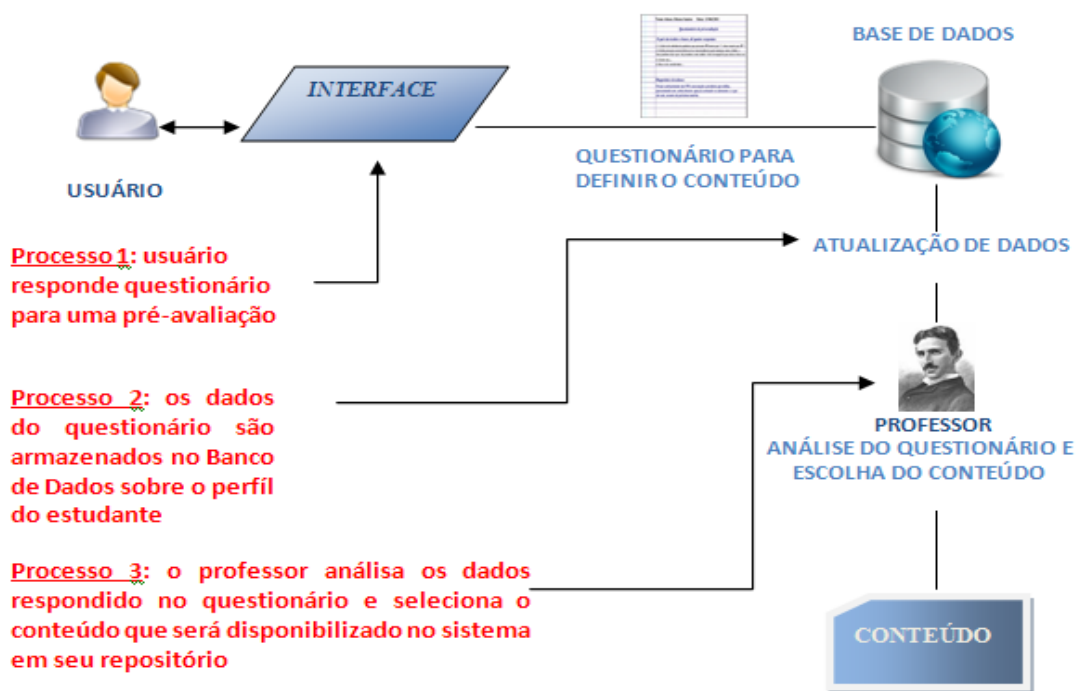 BASE DE DADOS
INTERFACE
USUÁRIO
QUESTIONÁRIO PARA
DEFINIR O CONTEÚDO
Processo 1: usuário
responde questionário
para uma pré-avaliação
ATUALIZAÇÃO DE DADOS
Processo 2: os dados
do questionário são
armazenados no Banco
de Dados sobre o perfíl
do estudante
PROFESSOR
ANÁLISE DO QUESTIONÁRIO E
ESCOLHA DO CONTEÚDO
Processo 3: o professor análisa os dados
respondido no questionário e seleciona o
conteúdo que será disponibilizado no sistema
em seu repositório
CONTEÚDO